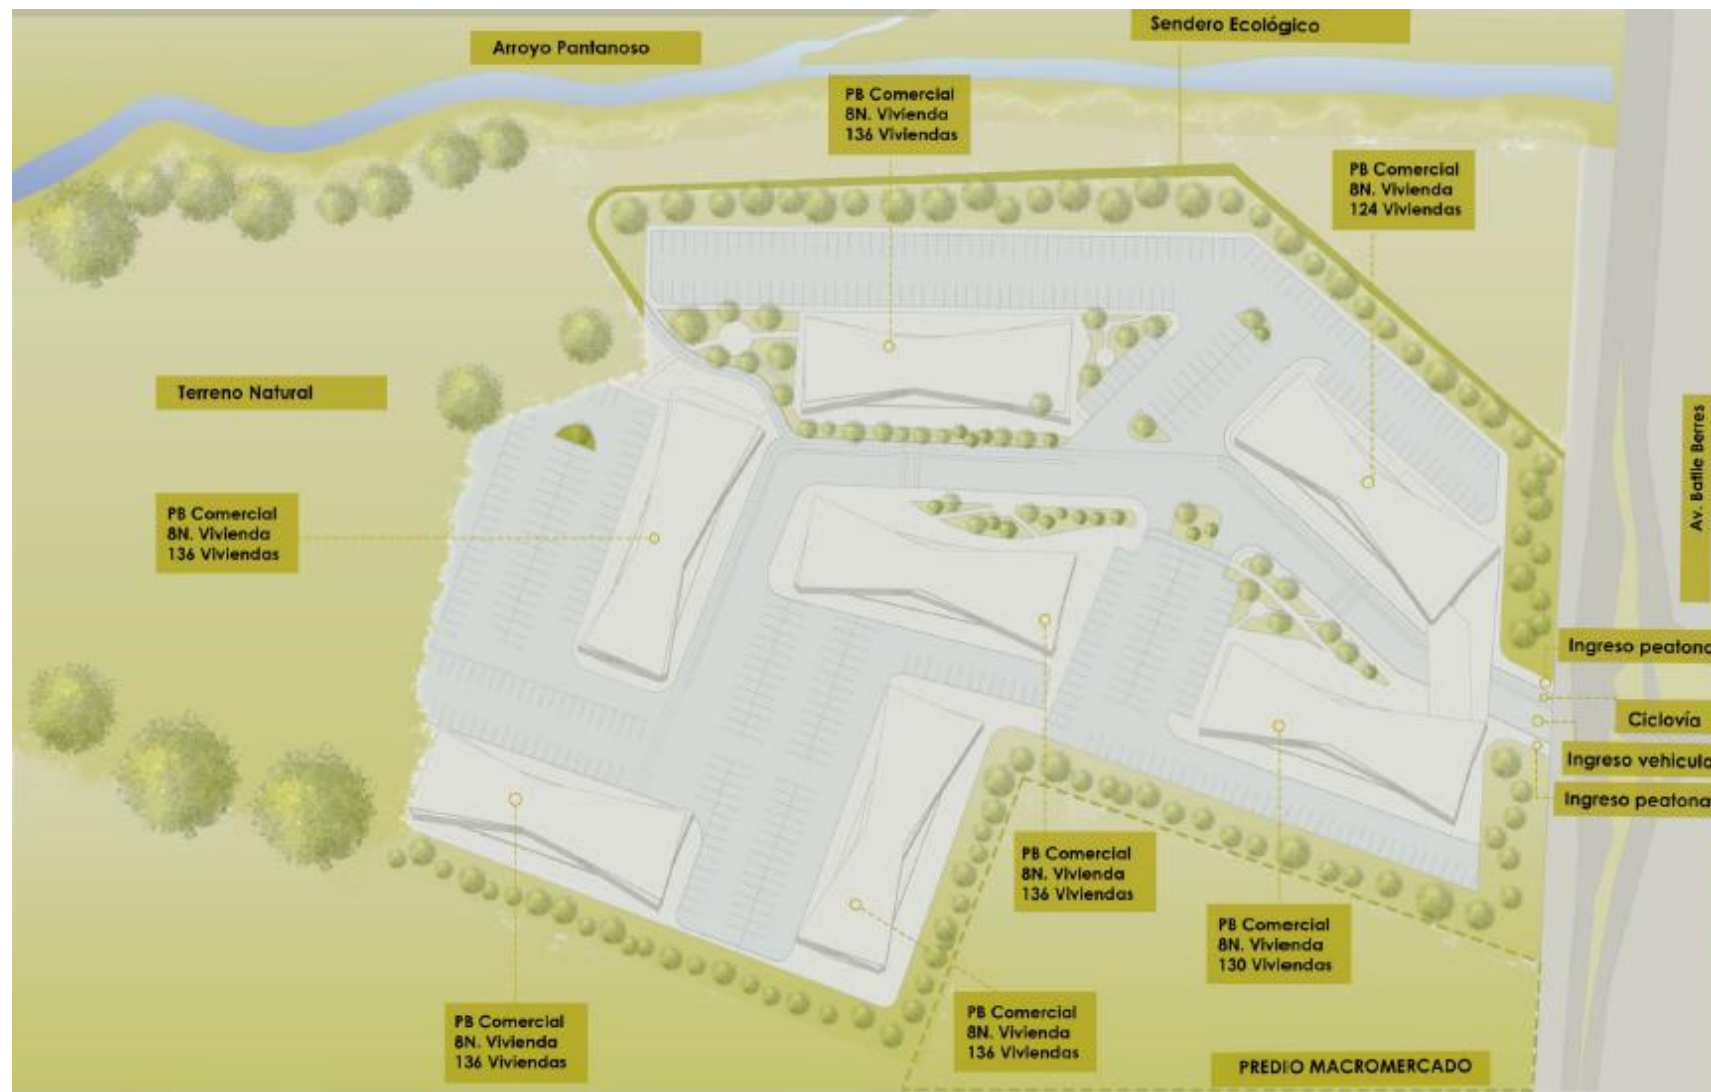 Sendero Ecológico
Arroyo Pantanoso
PB Comercial
8N. Vivienda
136 Viviendas
PB Comercial
8N. Vivienda
124 Viviendas
Terreno Natural
Av. Batlle Berres
PB Comercial
8N. Vivienda
136 Viviendas
Ingreso peatona
Ciclovía
Ingreso vehicula
Ingreso peatona
PB Comercial
8N. Vivienda
136 Viviendas
PB Comercial
8N. Vivienda
130 Viviendas
PB Comercial
8N. Vivienda
136 Viviendas
PB Comercial
8N. Vivienda
136 Viviendas
PREDIO MACROMERCADO